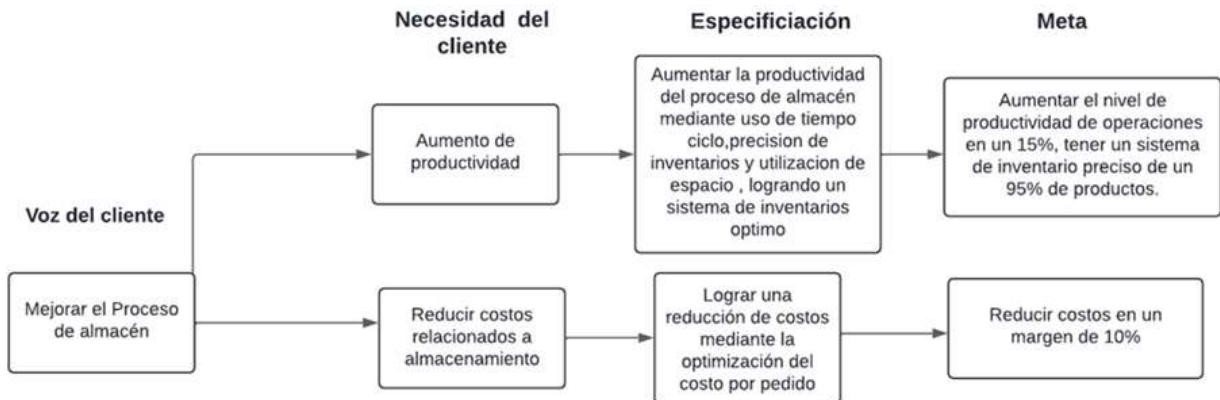 Necesidad del
cliente
Especificiación
Meta
Voz del cliente
Mejorar el Proceso
de almacén
Aumento de
productividad
Aumentar la productividad
del proceso de almacén
mediante uso de tiempo
ciclo,precision de
inventarios y utilizacion de
espacio , logrando un
sistema de inventarios
optimo
Aumentar el nivel de
productividad de operaciones
en un 15%, tener un sistema
de inventario preciso de un
95% de productos.
Reducir costos
relacionados a
almacenamiento
Lograr una
reducción de costos
mediante la
optimización del
costo por pedido
Reducir costos en un
margen de 10%